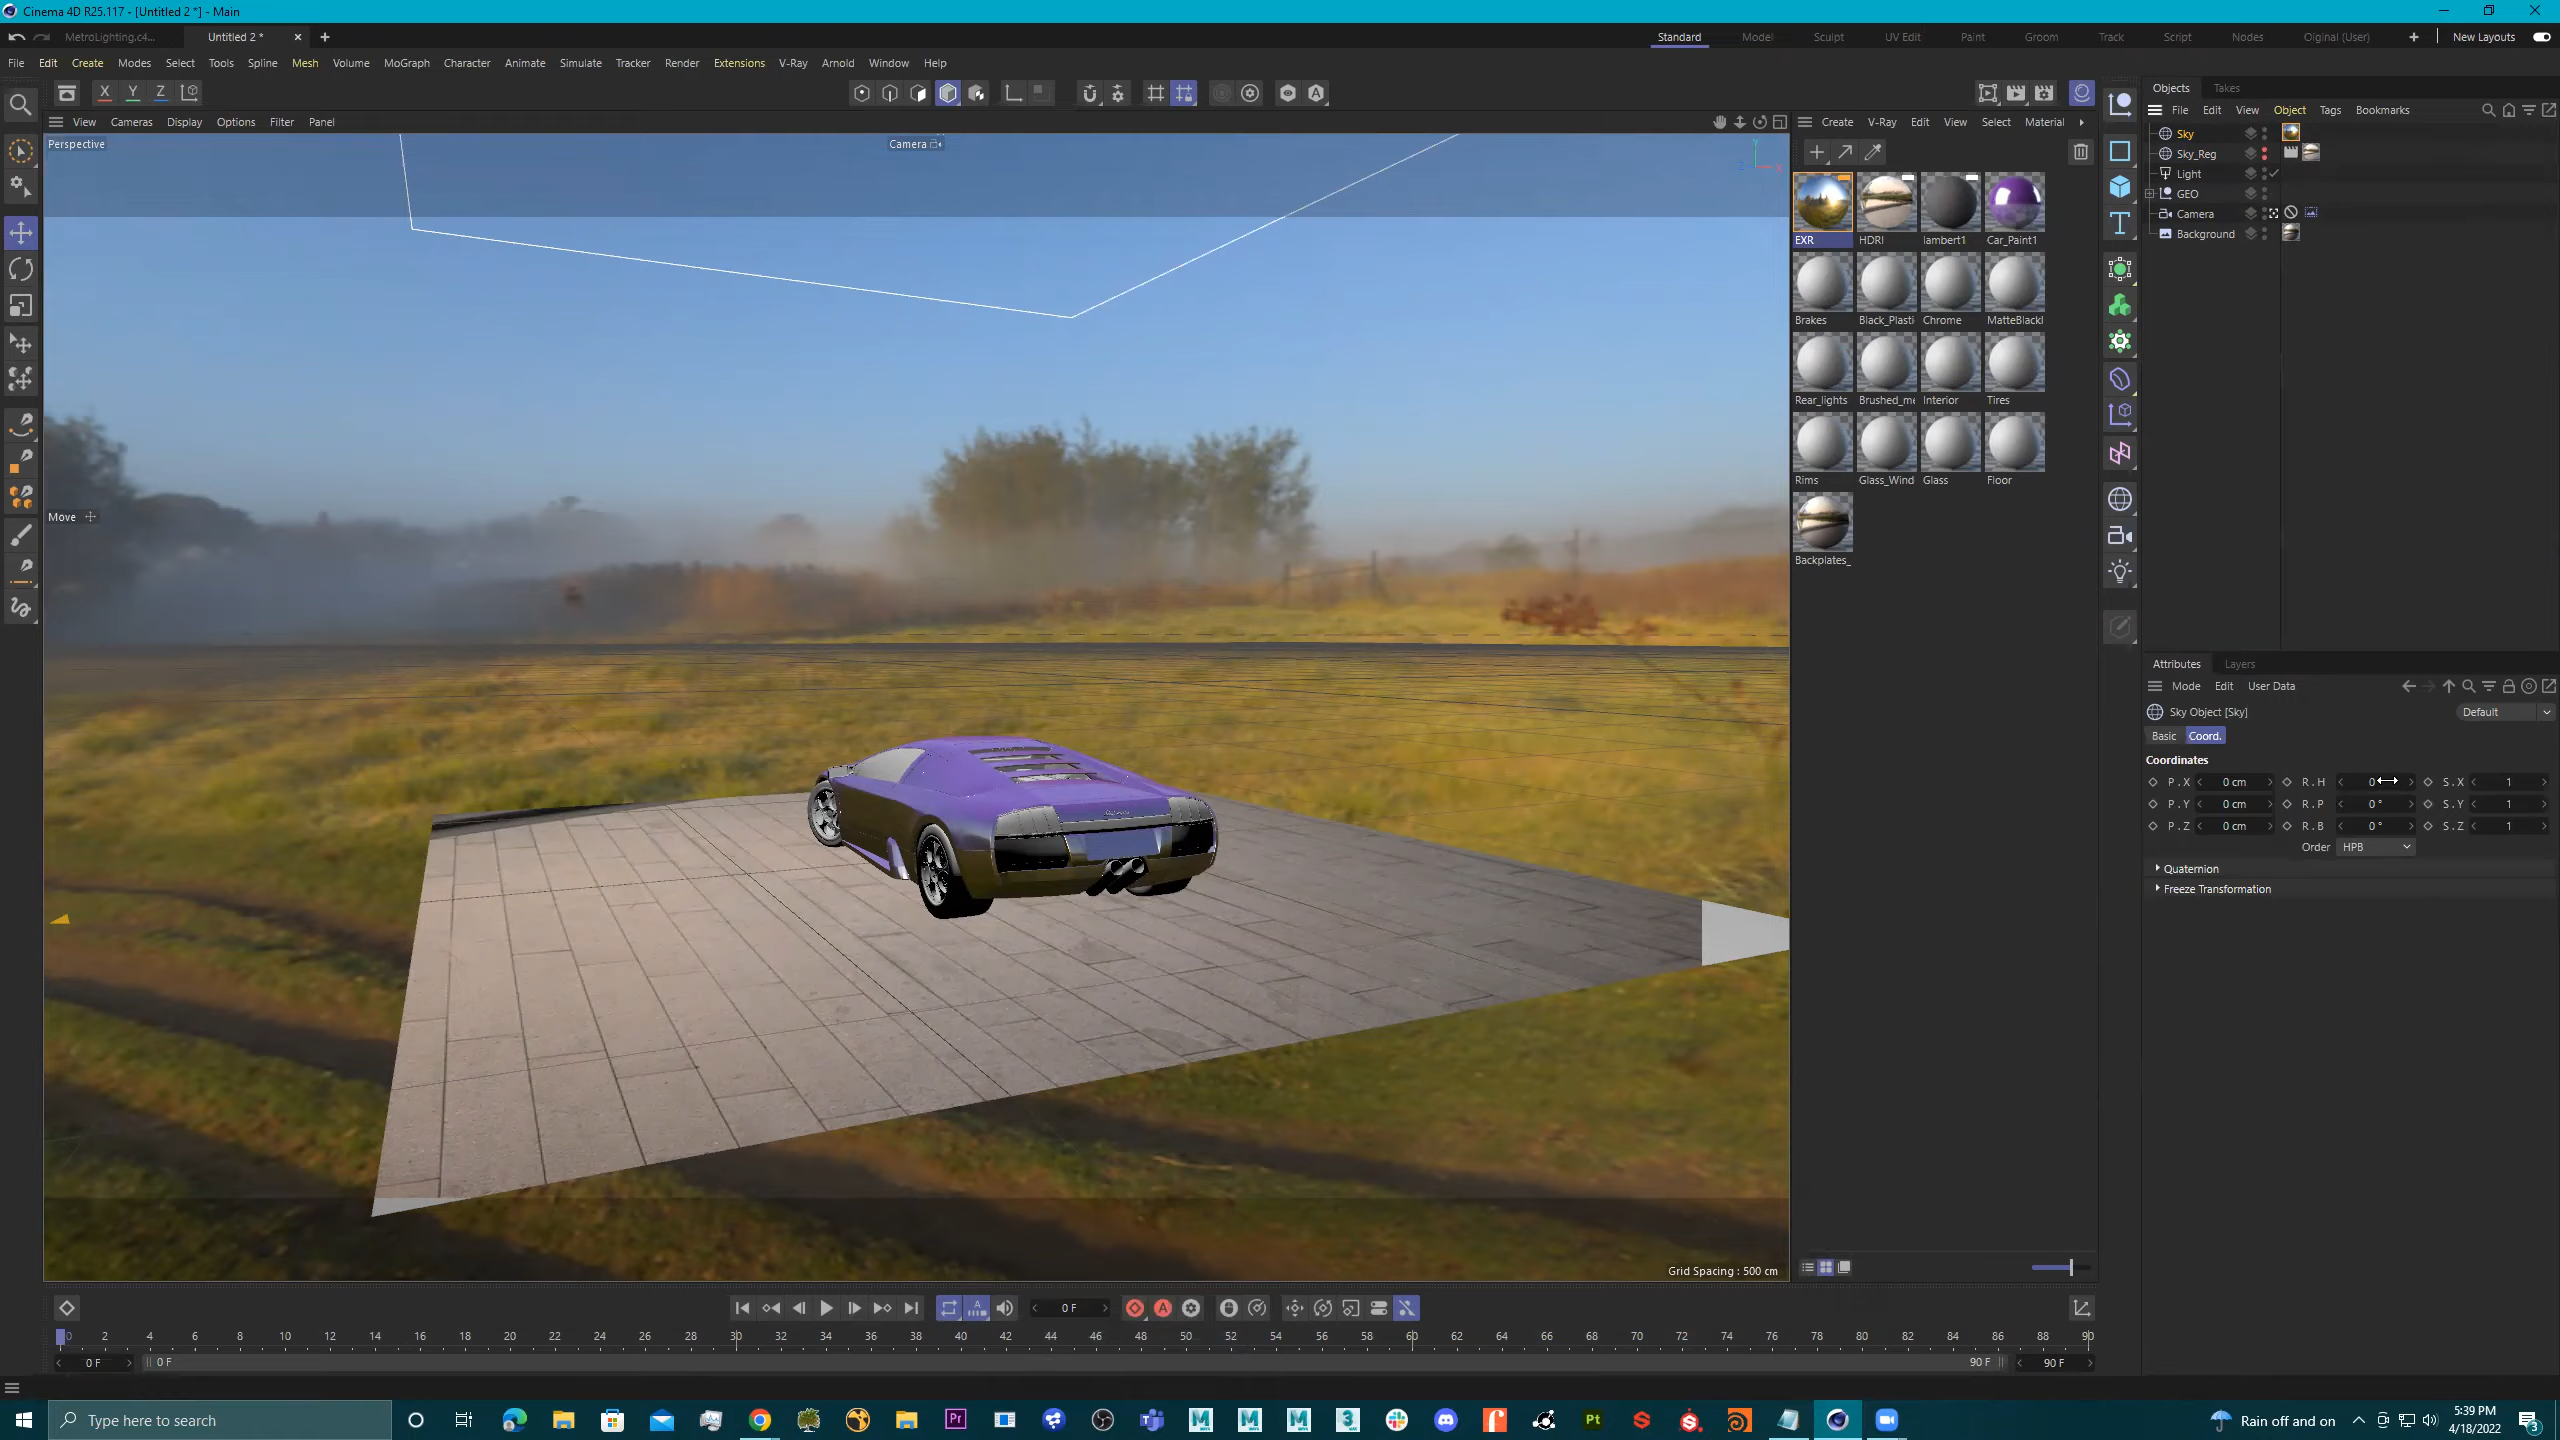 Cinema 4D R25.117 - [Untitled 2 *] - Main
MetroLighting.c4...
Untitled 2 *
Standard
Model
Sculpt
UV Edit
Paint
Groom
Track
Script
Nodes
Oiginal (User)
New Layouts
File Edit Create Modes Select Tools Spline Mesh Volume MoGraph Character Animate Simulate Tracker Render Extensions V-Ray Arnold Window Help
X Y Z
View Cameras Display Options Filter Panel
Perspective
Camera
Move
Grid Spacing : 500 cm
Create V-Ray Edit View Select Material
EXR HDRI lambert1 Car_Paint1
Brakes Black_Plasti Chrome MatteBlackl
Rear_lights Brushed_me Interior Tires
Rims Glass_Wind Glass Floor
Backplates_
Objects Takes
File Edit View Object Tags Bookmarks
Sky
Sky_Reg
Light
GEO
Camera
Background
Attributes Layers
Mode Edit User Data
Sky Object [Sky]
Default
Basic Coord.
Coordinates
P . X 0 cm R . H 0 S . X 1
P . Y 0 cm R . P 0 ° S . Y 1
P . Z 0 cm R . B 0 ° S . Z 1
Order HPB
Quaternion
Freeze Transformation
0 F
0 2 4 6 8 10 12 14 16 18 20 22 24 26 28 30 32 34 36 38 40 42 44 46 48 50 52 54 56 58 60 62 64 66 68 70 72 74 76 78 80 82 84 86 88 90
0 F 0 F 90 F 90 F
Type here to search
Rain off and on
5:39 PM
4/18/2022
3